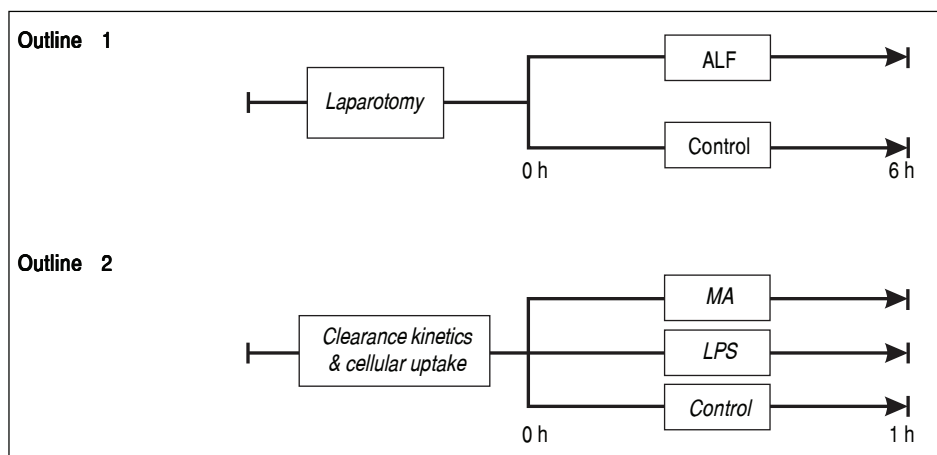 Outline 1
ALF
Laparotomy
Control
0 h
6 h
Outline 2
MA
Clearance kinetics
& cellular uptake
LPS
Control
0 h
1 h